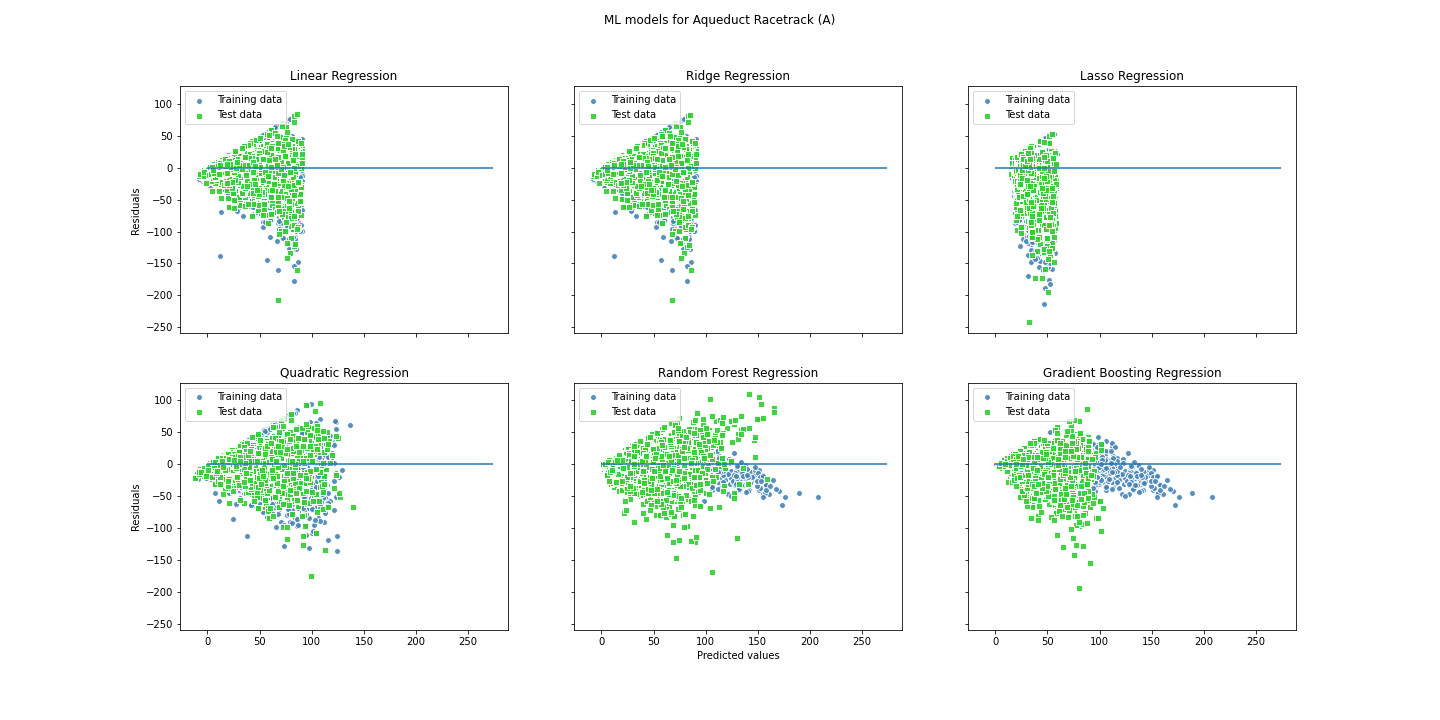 ML models for Aqueduct Racetrack (A)
Linear Regression
Training data
Test data
100
50
0
−50
−100
−150
−200
−250
Residuals
Ridge Regression
Training data
Test data
Lasso Regression
Training data
Test data
Quadratic Regression
Training data
Test data
100
50
0
−50
−100
−150
−200
−250
Residuals
0 50 100 150 200 250
Random Forest Regression
Training data
Test data
0 50 100 150 200 250
Predicted values
Gradient Boosting Regression
Training data
Test data
0 50 100 150 200 250